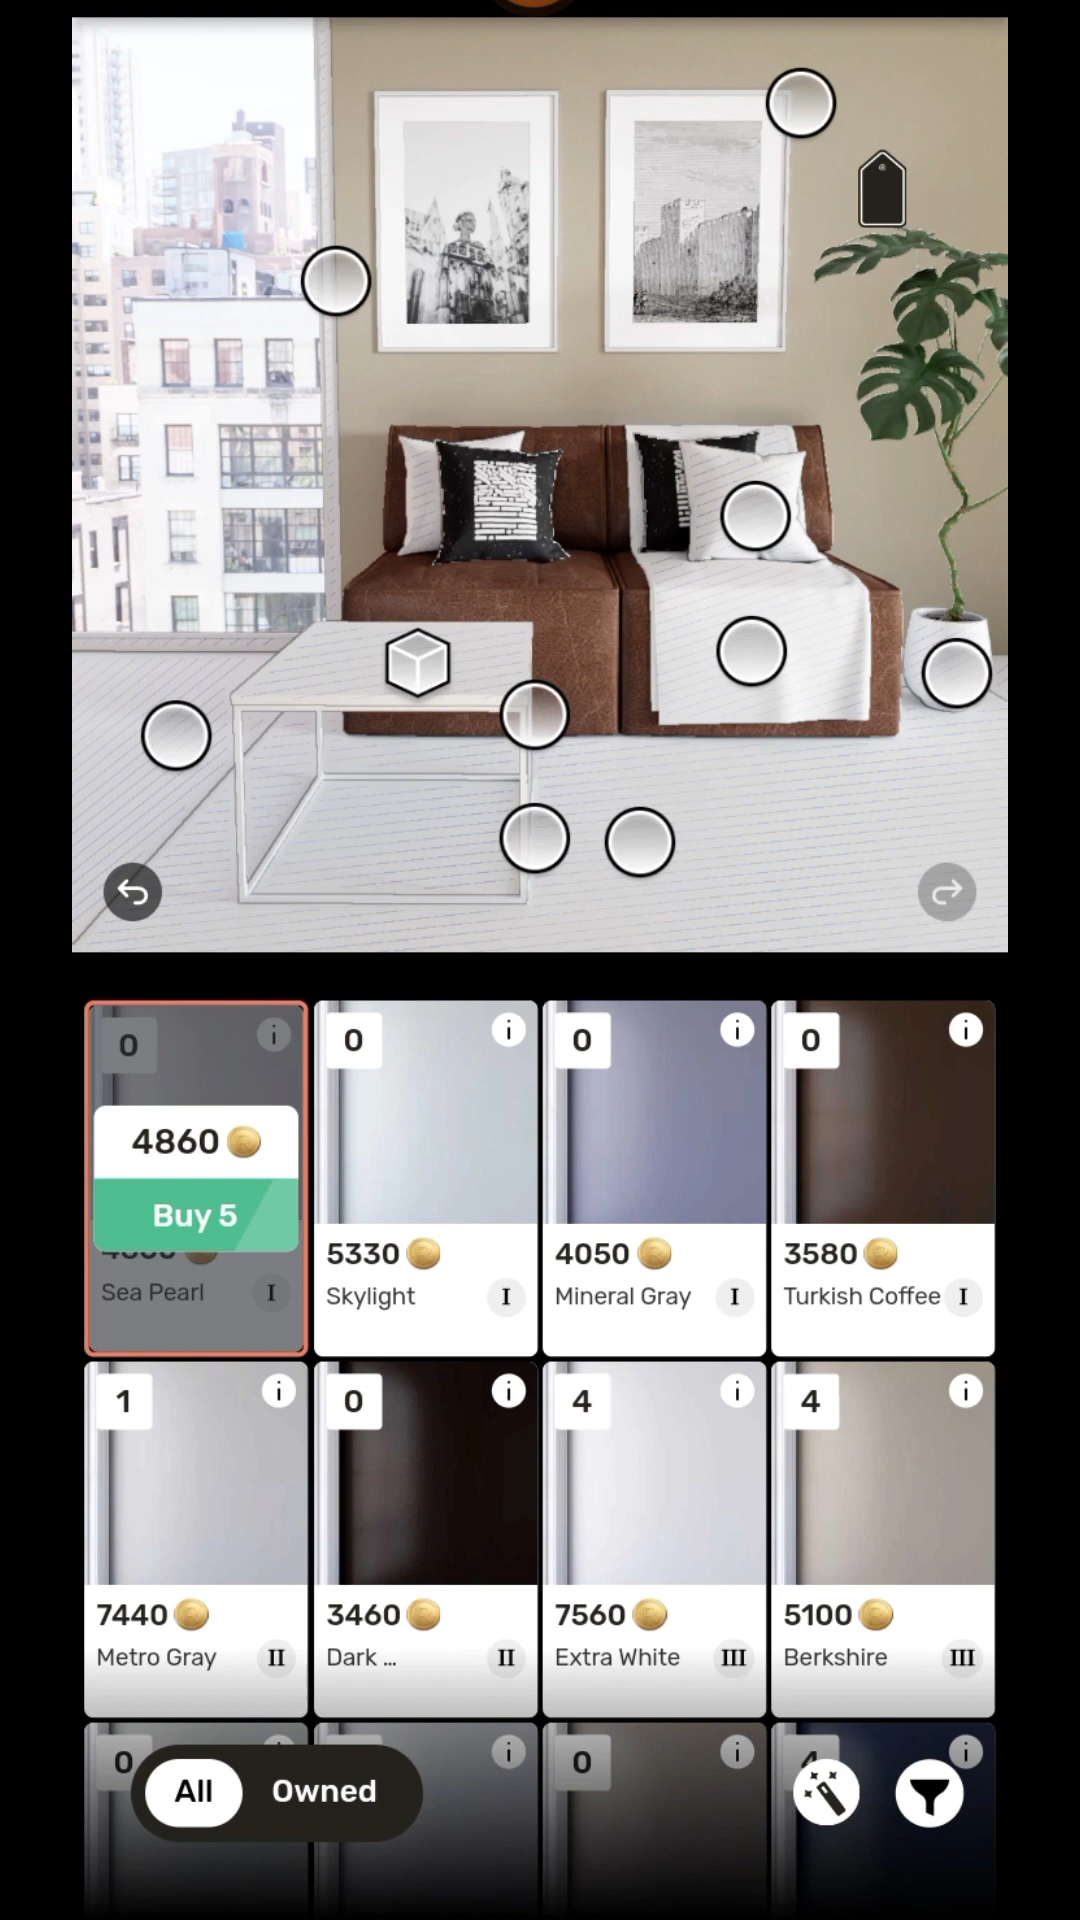 0
4860
Buy 5
4860
Sea Pearl
I
0
5330
Skylight
I
0
4050
Mineral Gray
I
0
3580
Turkish Coffee
I
1
7440
Metro Gray
II
0
3460
Dark ...
II
4
7560
Extra White
III
4
5100
Berkshire
III
0
0
4
All
Owned